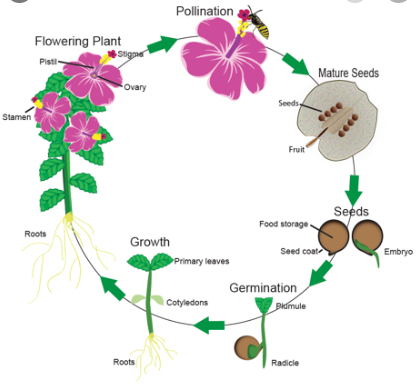 Pollination
Flowering Plant
Pistil
Stigma
Ovary
Stamen
Roots
Mature Seeds
Seeds
Fruit
Seeds
Food storage
Seed coat
Embryo
Germination
Plumule
Radicle
Growth
Primary leaves
Cotyledons
Roots